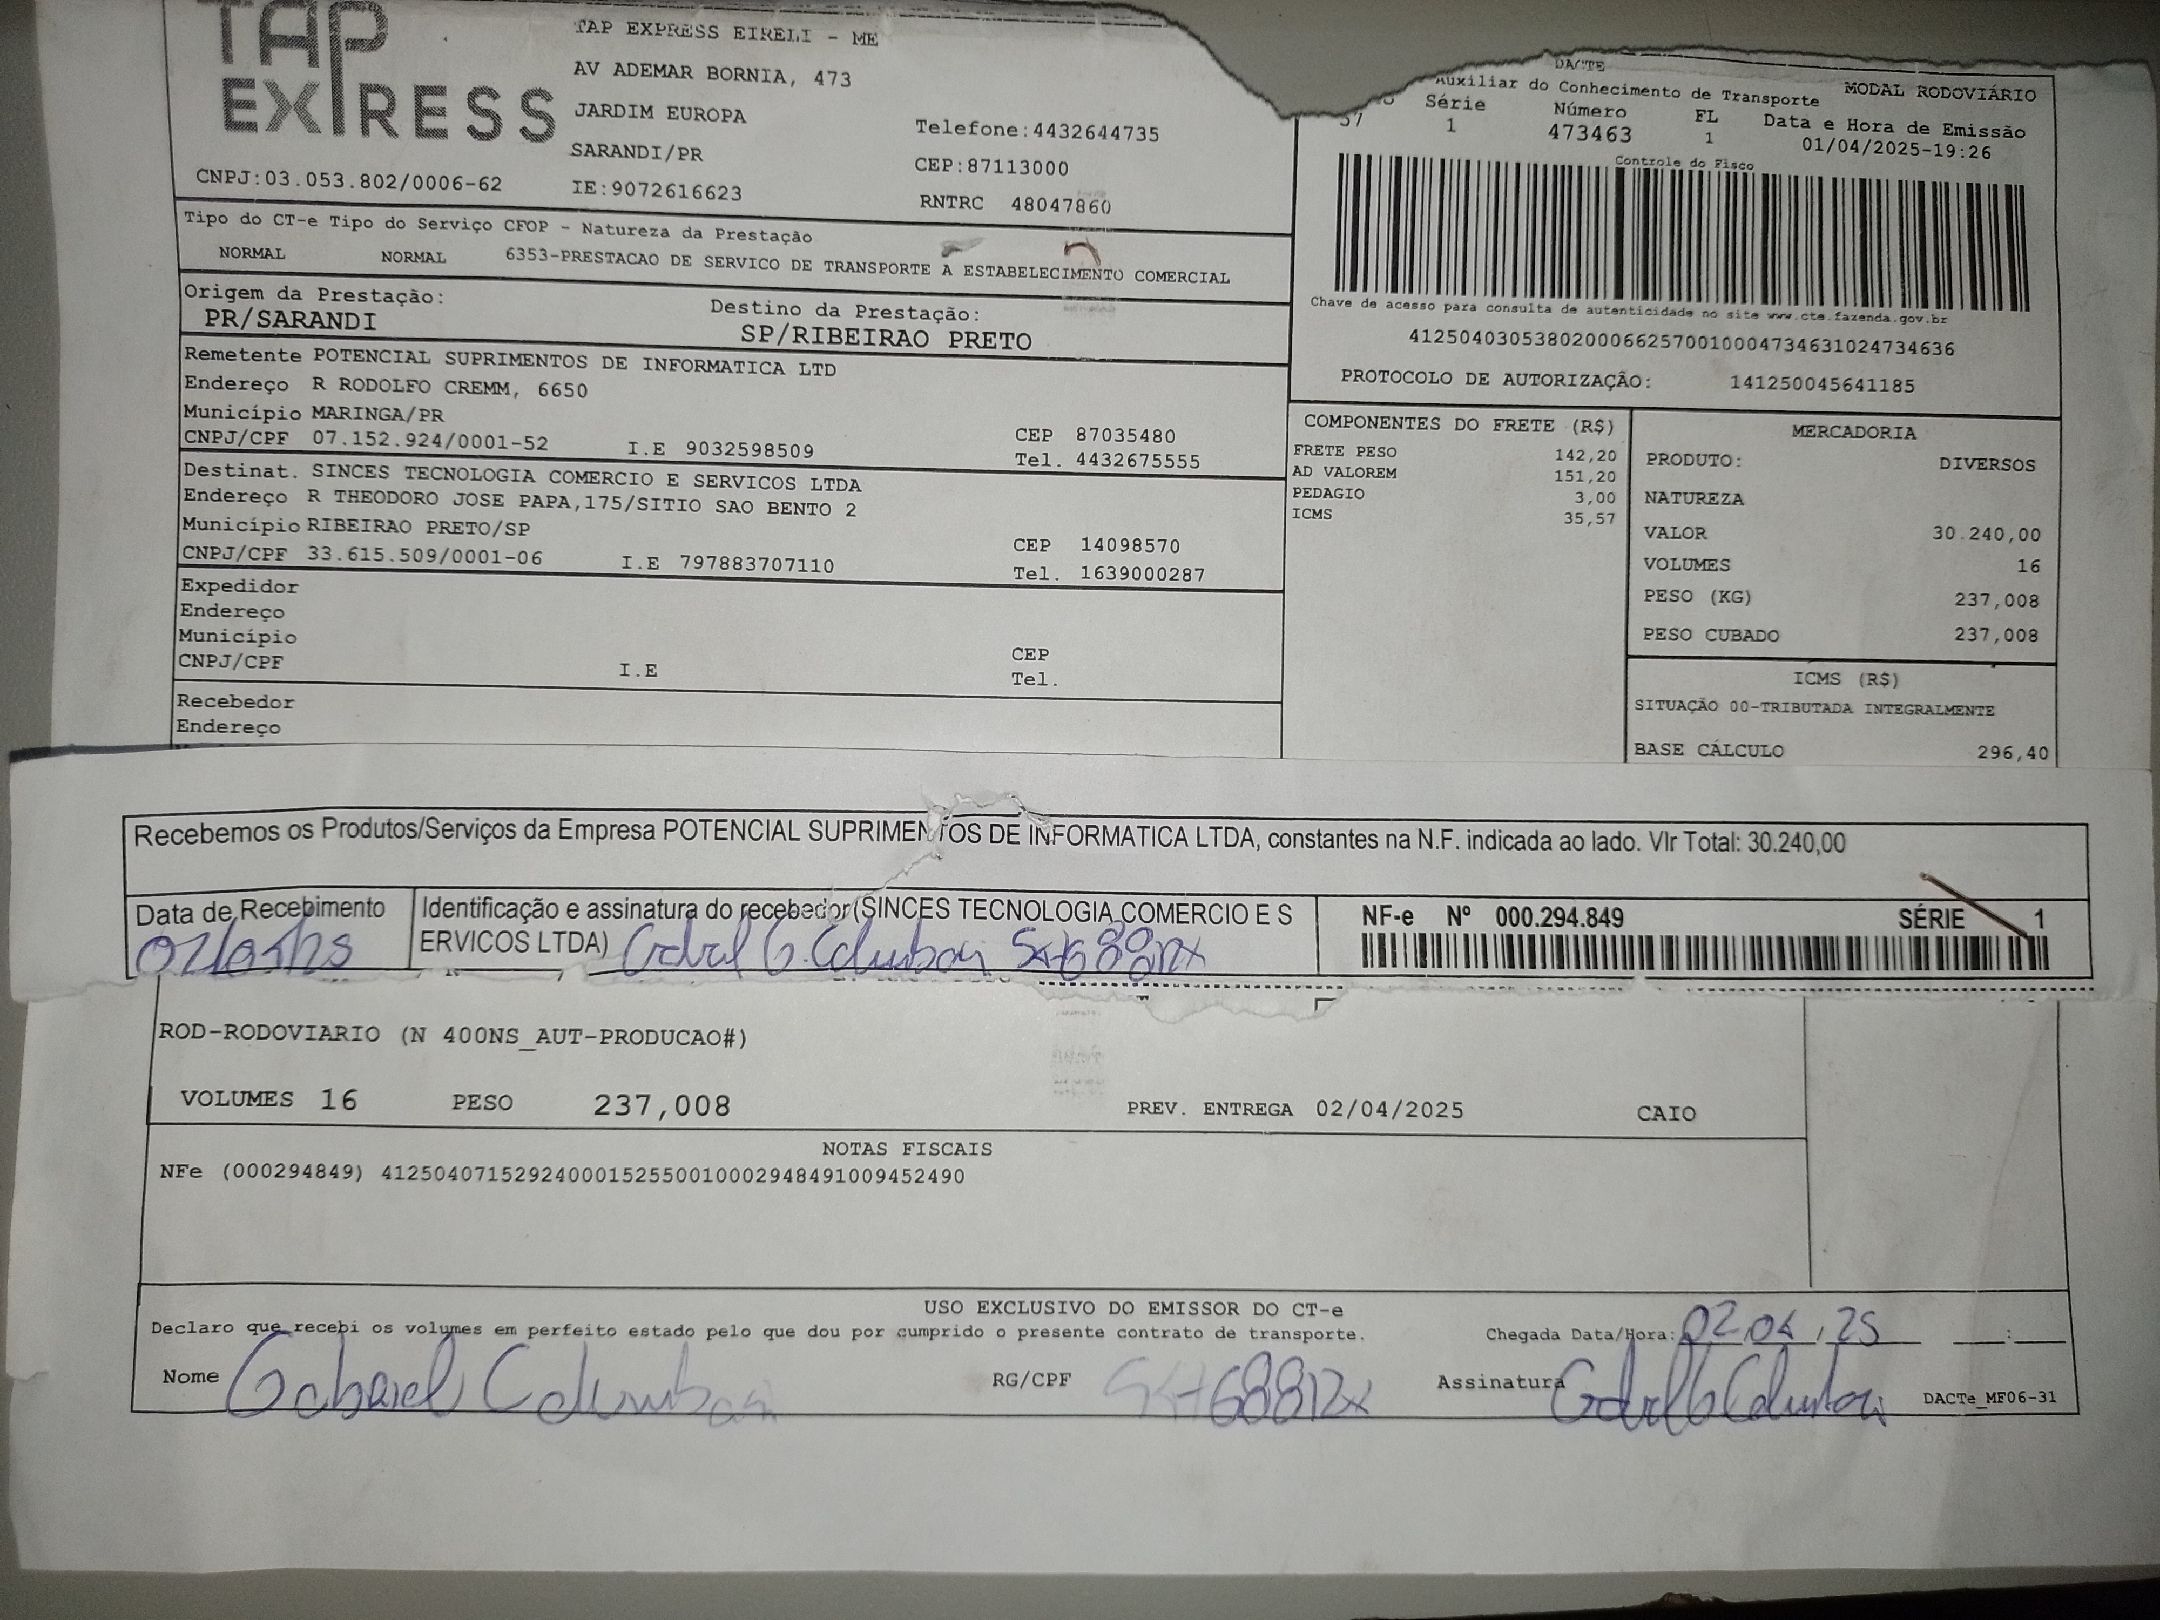 TAP
EXPRESS
TAP EXPRESS EIRELI - ME
AV ADEMAR BORNIA, 473
JARDIM EUROPA
Telefone:4432644735
SARANDI/PR
CEP:87113000
CNPJ:03.053.802/0006-62
IE:9072616623
RNTRC 48047860
DACTE
Auxiliar do Conhecimento de Transporte
MODAL RODOVIÁRIO
Série Número FL Data e Hora de Emissão
57 1 473463 1 01/04/2025-19:26
Controle do Fisco
Chave de acesso para consulta de autenticidade no site www.cte.fazenda.gov.br
41250403053802000662570010004734631024734636
PROTOCOLO DE AUTORIZAÇÃO: 141250045641185
Tipo do CT-e Tipo do Serviço CFOP - Natureza da Prestação
NORMAL NORMAL 6353-PRESTACAO DE SERVICO DE TRANSPORTE A ESTABELECIMENTO COMERCIAL
Origem da Prestação: Destino da Prestação:
PR/SARANDI SP/RIBEIRAO PRETO
Remetente POTENCIAL SUPRIMENTOS DE INFORMATICA LTD
Endereço R RODOLFO CREMM, 6650
Município MARINGA/PR
CEP 87035480
CNPJ/CPF 07.152.924/0001-52 I.E 9032598509 Tel. 4432675555
Destinat. SINCES TECNOLOGIA COMERCIO E SERVICOS LTDA
Endereço R THEODORO JOSE PAPA,175/SITIO SAO BENTO 2
Município RIBEIRAO PRETO/SP
CEP 14098570
CNPJ/CPF 33.615.509/0001-06 I.E 797883707110 Tel. 1639000287
Expedidor
Endereço
Município
CEP
CNPJ/CPF I.E Tel.
Recebedor
Endereço
COMPONENTES DO FRETE (R$)
FRETE PESO 142,20
AD VALOREM 151,20
PEDAGIO 3,00
ICMS 35,57
MERCADORIA
PRODUTO: DIVERSOS
NATUREZA
VALOR 30.240,00
VOLUMES 16
PESO (KG) 237,008
PESO CUBADO 237,008
ICMS (R$)
SITUAÇÃO 00-TRIBUTADA INTEGRALMENTE
BASE CÁLCULO 296,40
Recebemos os Produtos/Serviços da Empresa POTENCIAL SUPRIMENTOS DE INFORMATICA LTDA, constantes na N.F. indicada ao lado. Vlr Total: 30.240,00
Data de Recebimento
Identificação e assinatura do recebedor(SINCES TECNOLOGIA COMERCIO E S
ERVICOS LTDA)
NF-e Nº 000.294.849 SÉRIE 1
ROD-RODOVIARIO (N 400NS_AUT-PRODUCAO#)
VOLUMES 16 PESO 237,008 PREV. ENTREGA 02/04/2025 CAIO
NOTAS FISCAIS
NFe (000294849) 41250407152924000152550010002948491009452490
USO EXCLUSIVO DO EMISSOR DO CT-e
Declaro que recebi os volumes em perfeito estado pelo que dou por cumprido o presente contrato de transporte.
Chegada Data/Hora: 02 04 25 :
Nome Gabriel Columbari
RG/CPF
Assinatura
DACTe_MF06-31